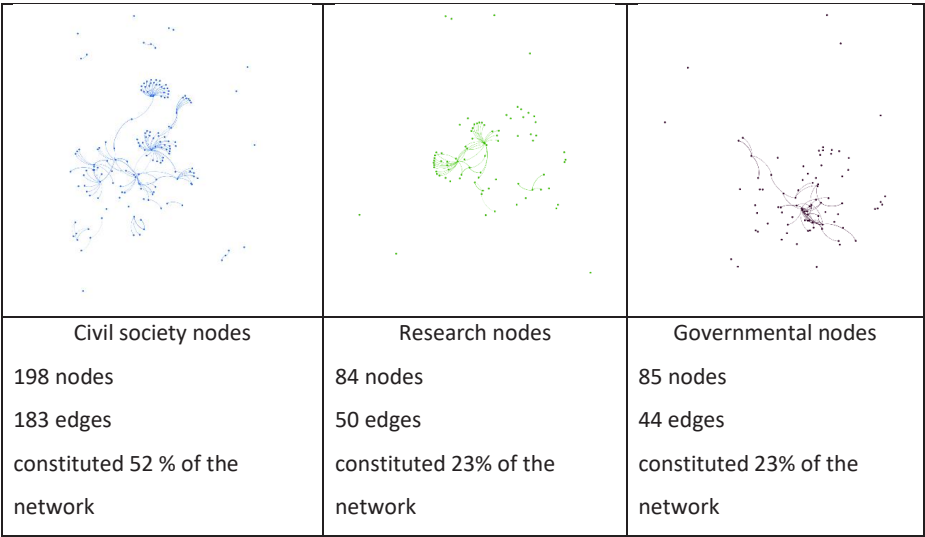 Civil society nodes
198 nodes
183 edges
constituted 52 % of the
network
Research nodes
84 nodes
50 edges
constituted 23% of the
network
Governmental nodes
85 nodes
44 edges
constituted 23% of the
network